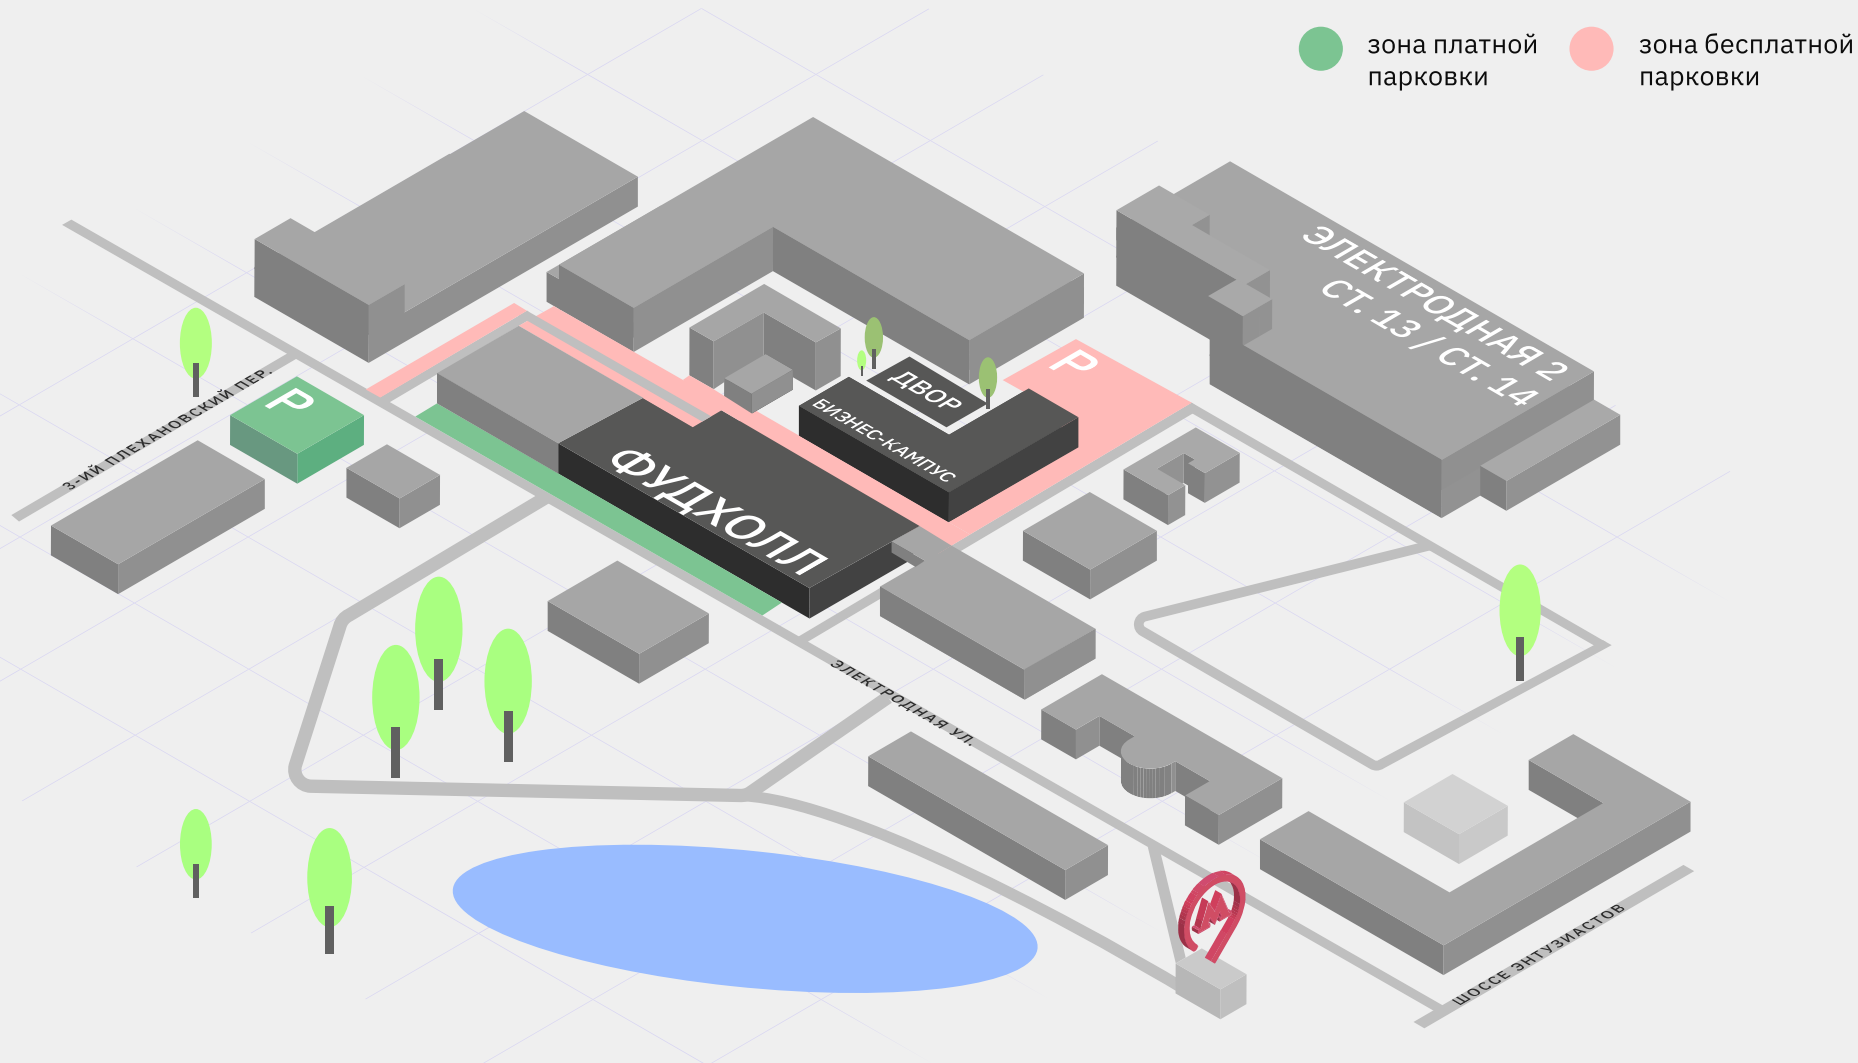 зона платной
парковки
зона бесплатной
парковки
ЭЛЕКТРОДНАЯ 2
СТ. 13 / СТ. 14
P
ДВОР
БИЗНЕС-КАМПУС
3-ИЙ ПЛЕХАНОВСКИЙ ПЕР.
P
ФУДХОЛЛ
ЭЛЕКТРОДНАЯ УЛ.
М
ШОССЕ ЭНТУЗИАСТОВ